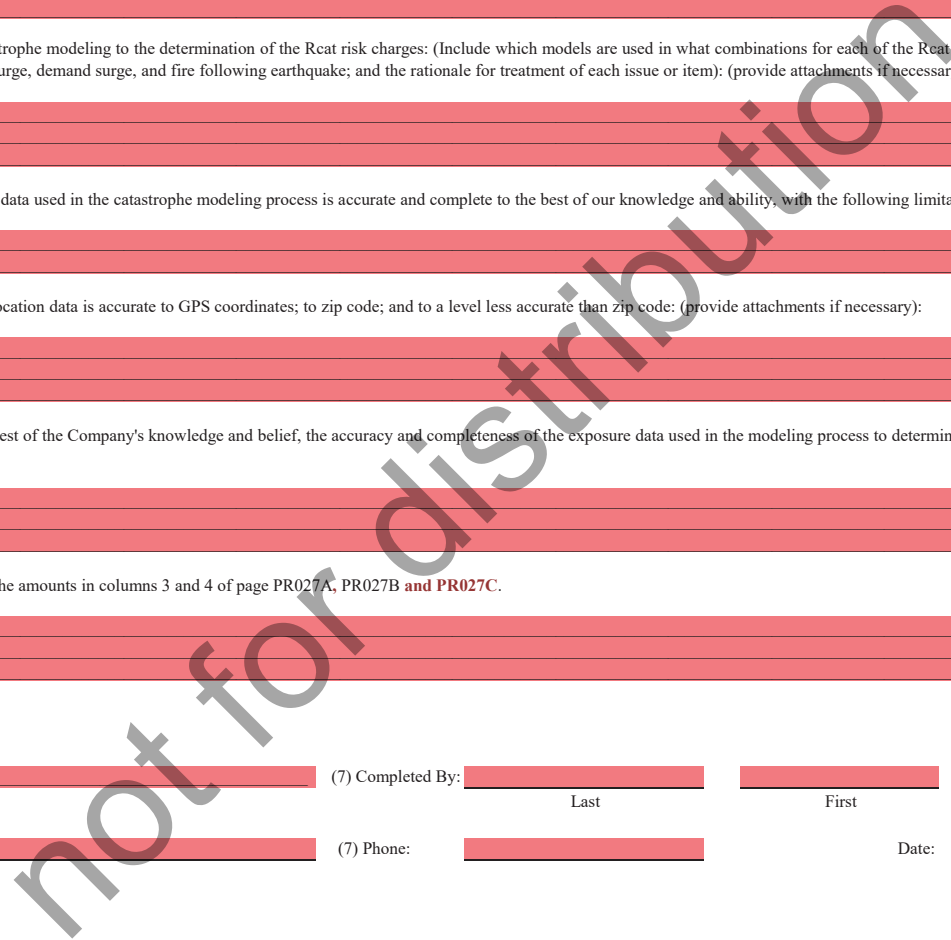 trophe modeling to the determination of the Rcat risk charges: (Include which models are used in what combinations for each of the Rcat
urge, demand surge, and fire following earthquake; and the rationale for treatment of each issue or item): (provide attachments if necessar
data used in the catastrophe modeling process is accurate and complete to the best of our knowledge and ability, with the following limita
ocation data is accurate to GPS coordinates; to zip code; and to a level less accurate than zip code: (provide attachments if necessary):
est of the Company's knowledge and belief, the accuracy and completeness of the exposure data used in the modeling process to determin
he amounts in columns 3 and 4 of page PR027A, PR027B and PR027C.
(7) Completed By:
Last First
(7) Phone: Date:
not for distribution